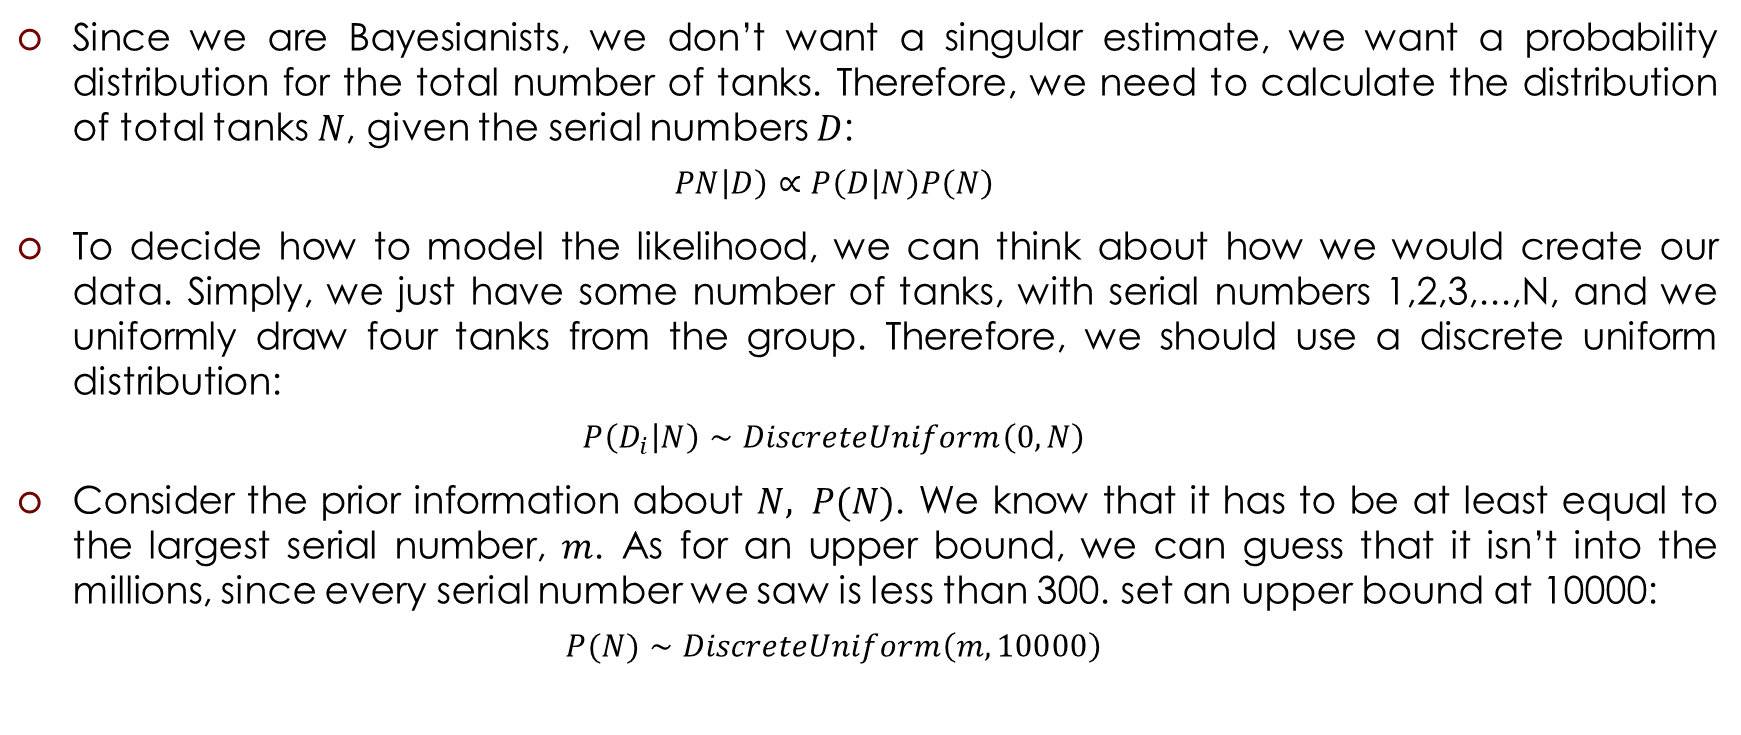 Since we are Bayesianists, we don't want a singular estimate, we want a probability
distribution for the total number of tanks. Therefore, we need to calculate the distribution
of total tanks N, given the serial numbers D:
PN|D) ∝ P(D|N)P(N)
To decide how to model the likelihood, we can think about how we would create our
data. Simply, we just have some number of tanks, with serial numbers 1,2,3,...,N, and we
uniformly draw four tanks from the group. Therefore, we should use a discrete uniform
distribution:
P(Dᵢ|N) ~ DiscreteUniform(0, N)
Consider the prior information about N, P(N). We know that it has to be at least equal to
the largest serial number, m. As for an upper bound, we can guess that it isn't into the
millions, since every serial number we saw is less than 300. set an upper bound at 10000:
P(N) ~ DiscreteUniform(m, 10000)